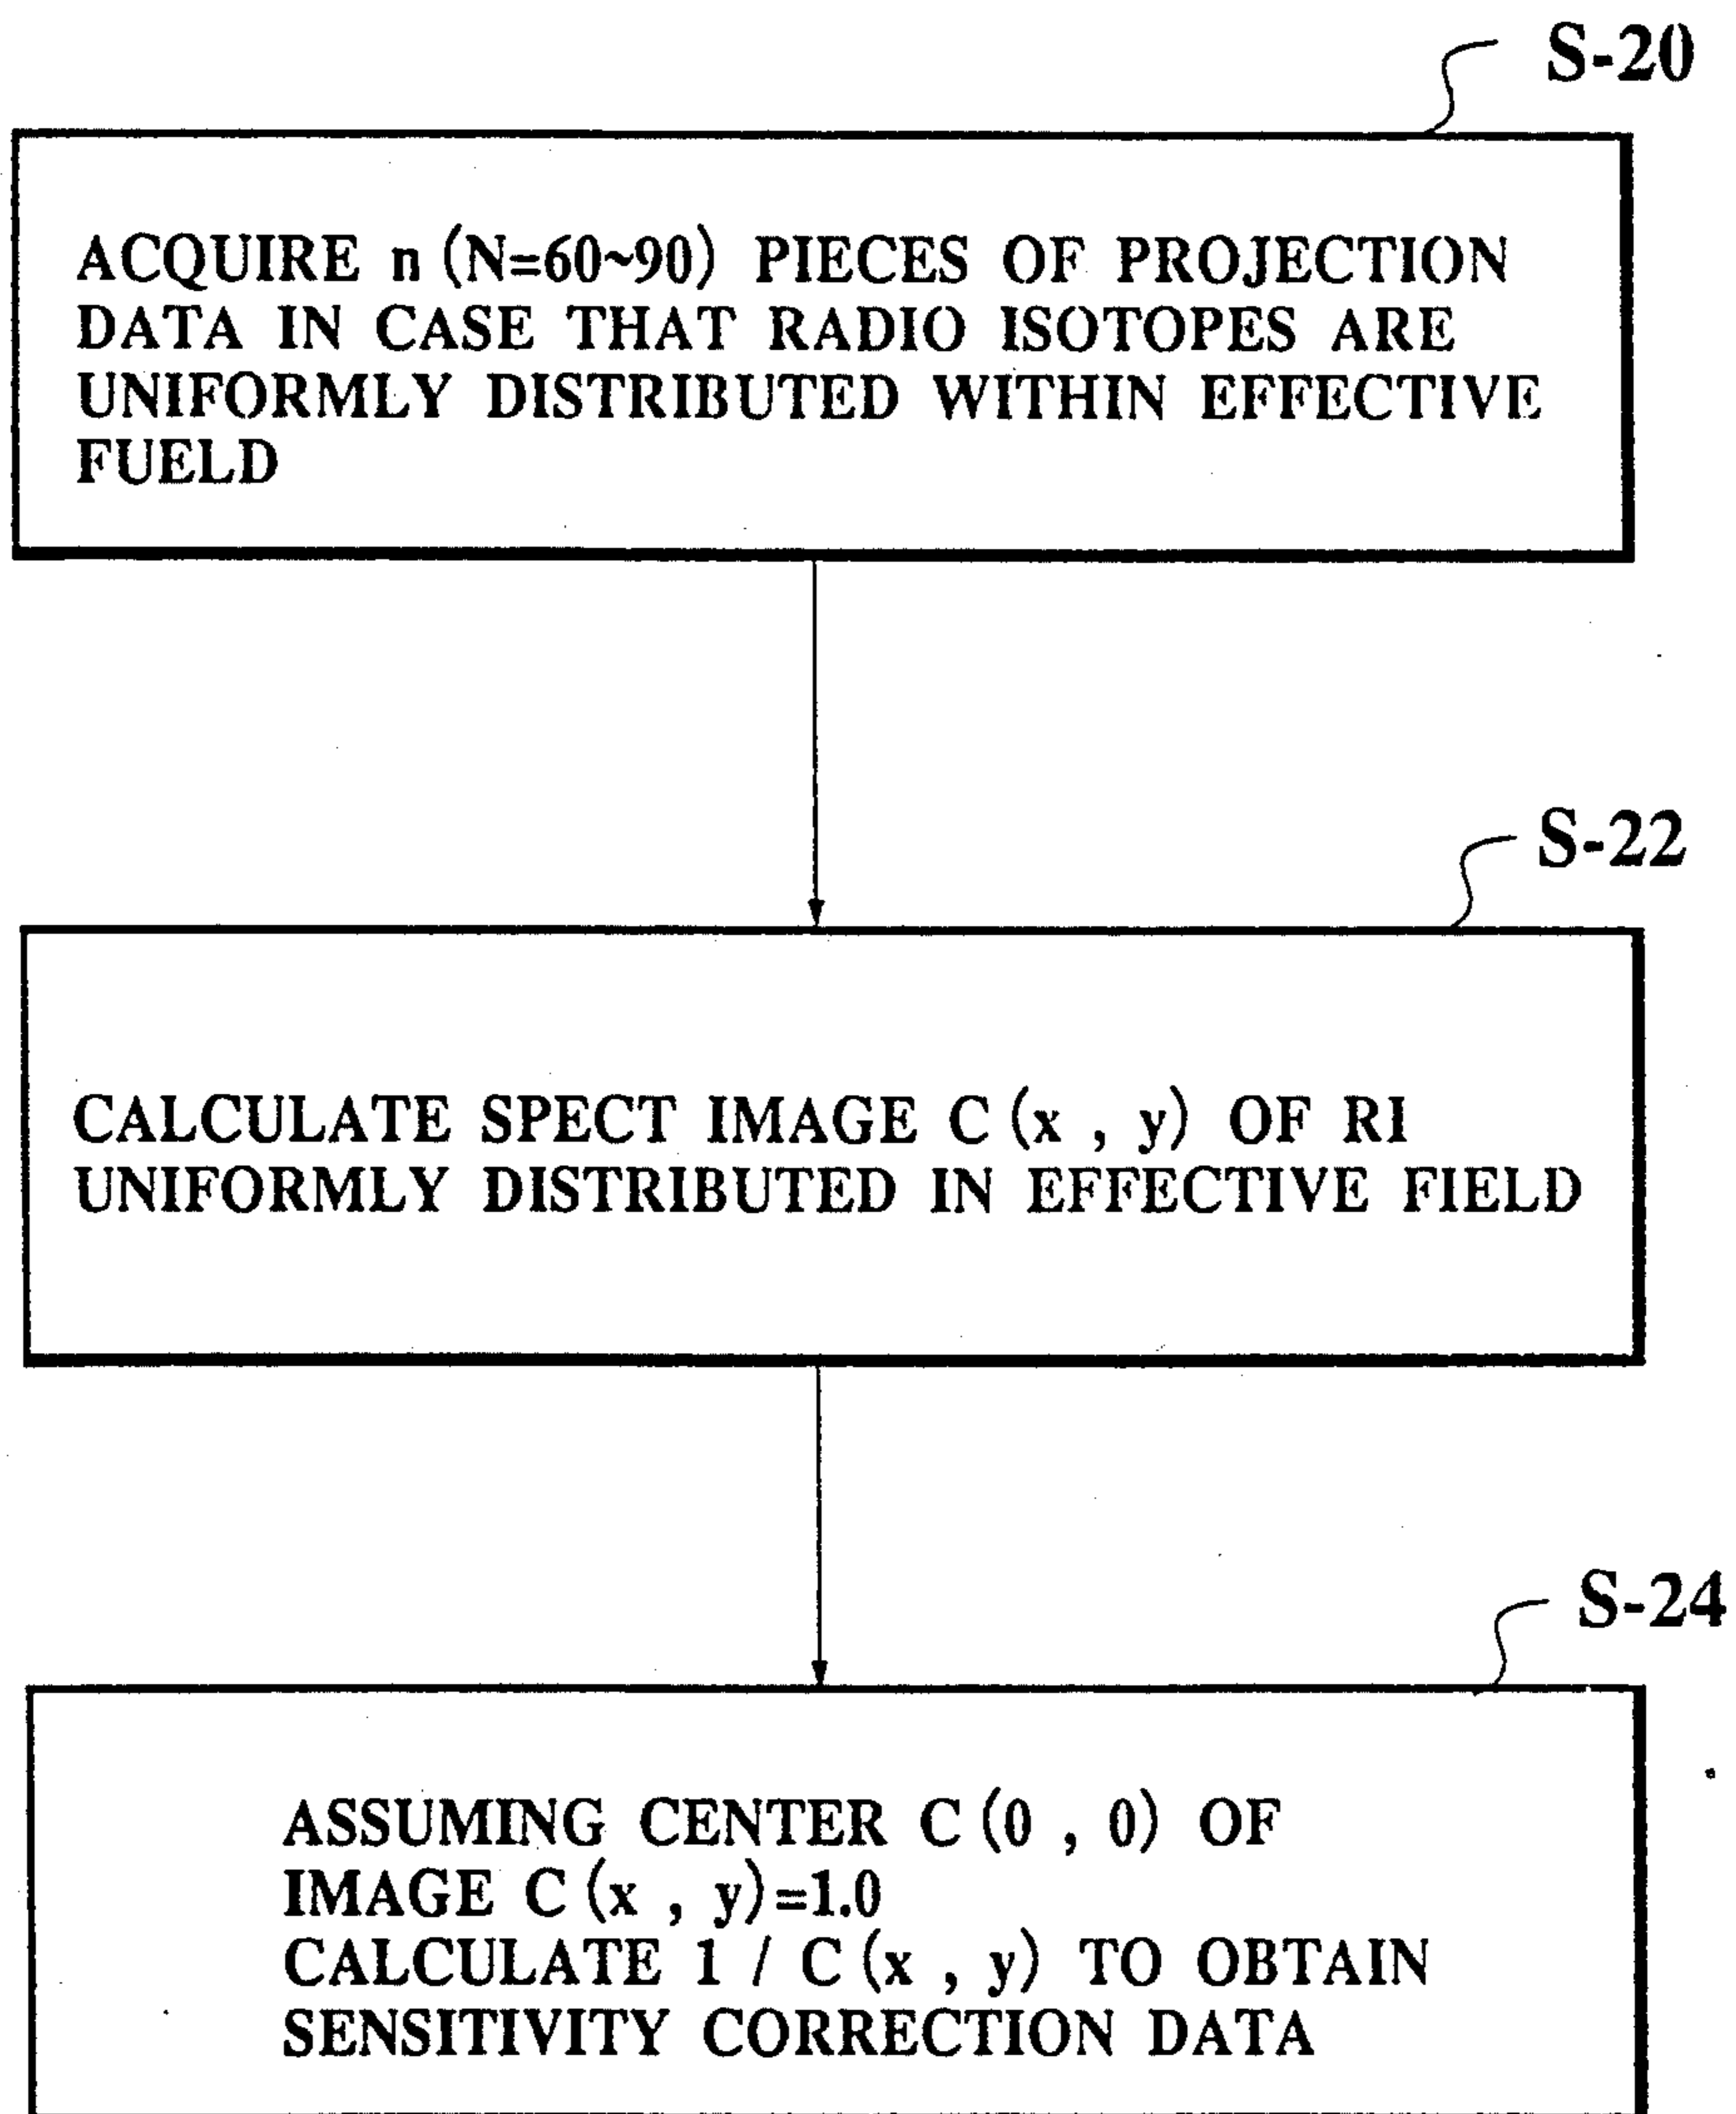 S-20
ACQUIRE n (N=60~90) PIECES OF PROJECTION
DATA IN CASE THAT RADIO ISOTOPES ARE
UNIFORMLY DISTRIBUTED WITHIN EFFECTIVE
FUELD
S-22
CALCULATE SPECT IMAGE C (x , y) OF RI
UNIFORMLY DISTRIBUTED IN EFFECTIVE FIELD
S-24
ASSUMING CENTER C (0 , 0) OF
IMAGE C (x , y)=1.0
CALCULATE 1 / C (x , y) TO OBTAIN
SENSITIVITY CORRECTION DATA